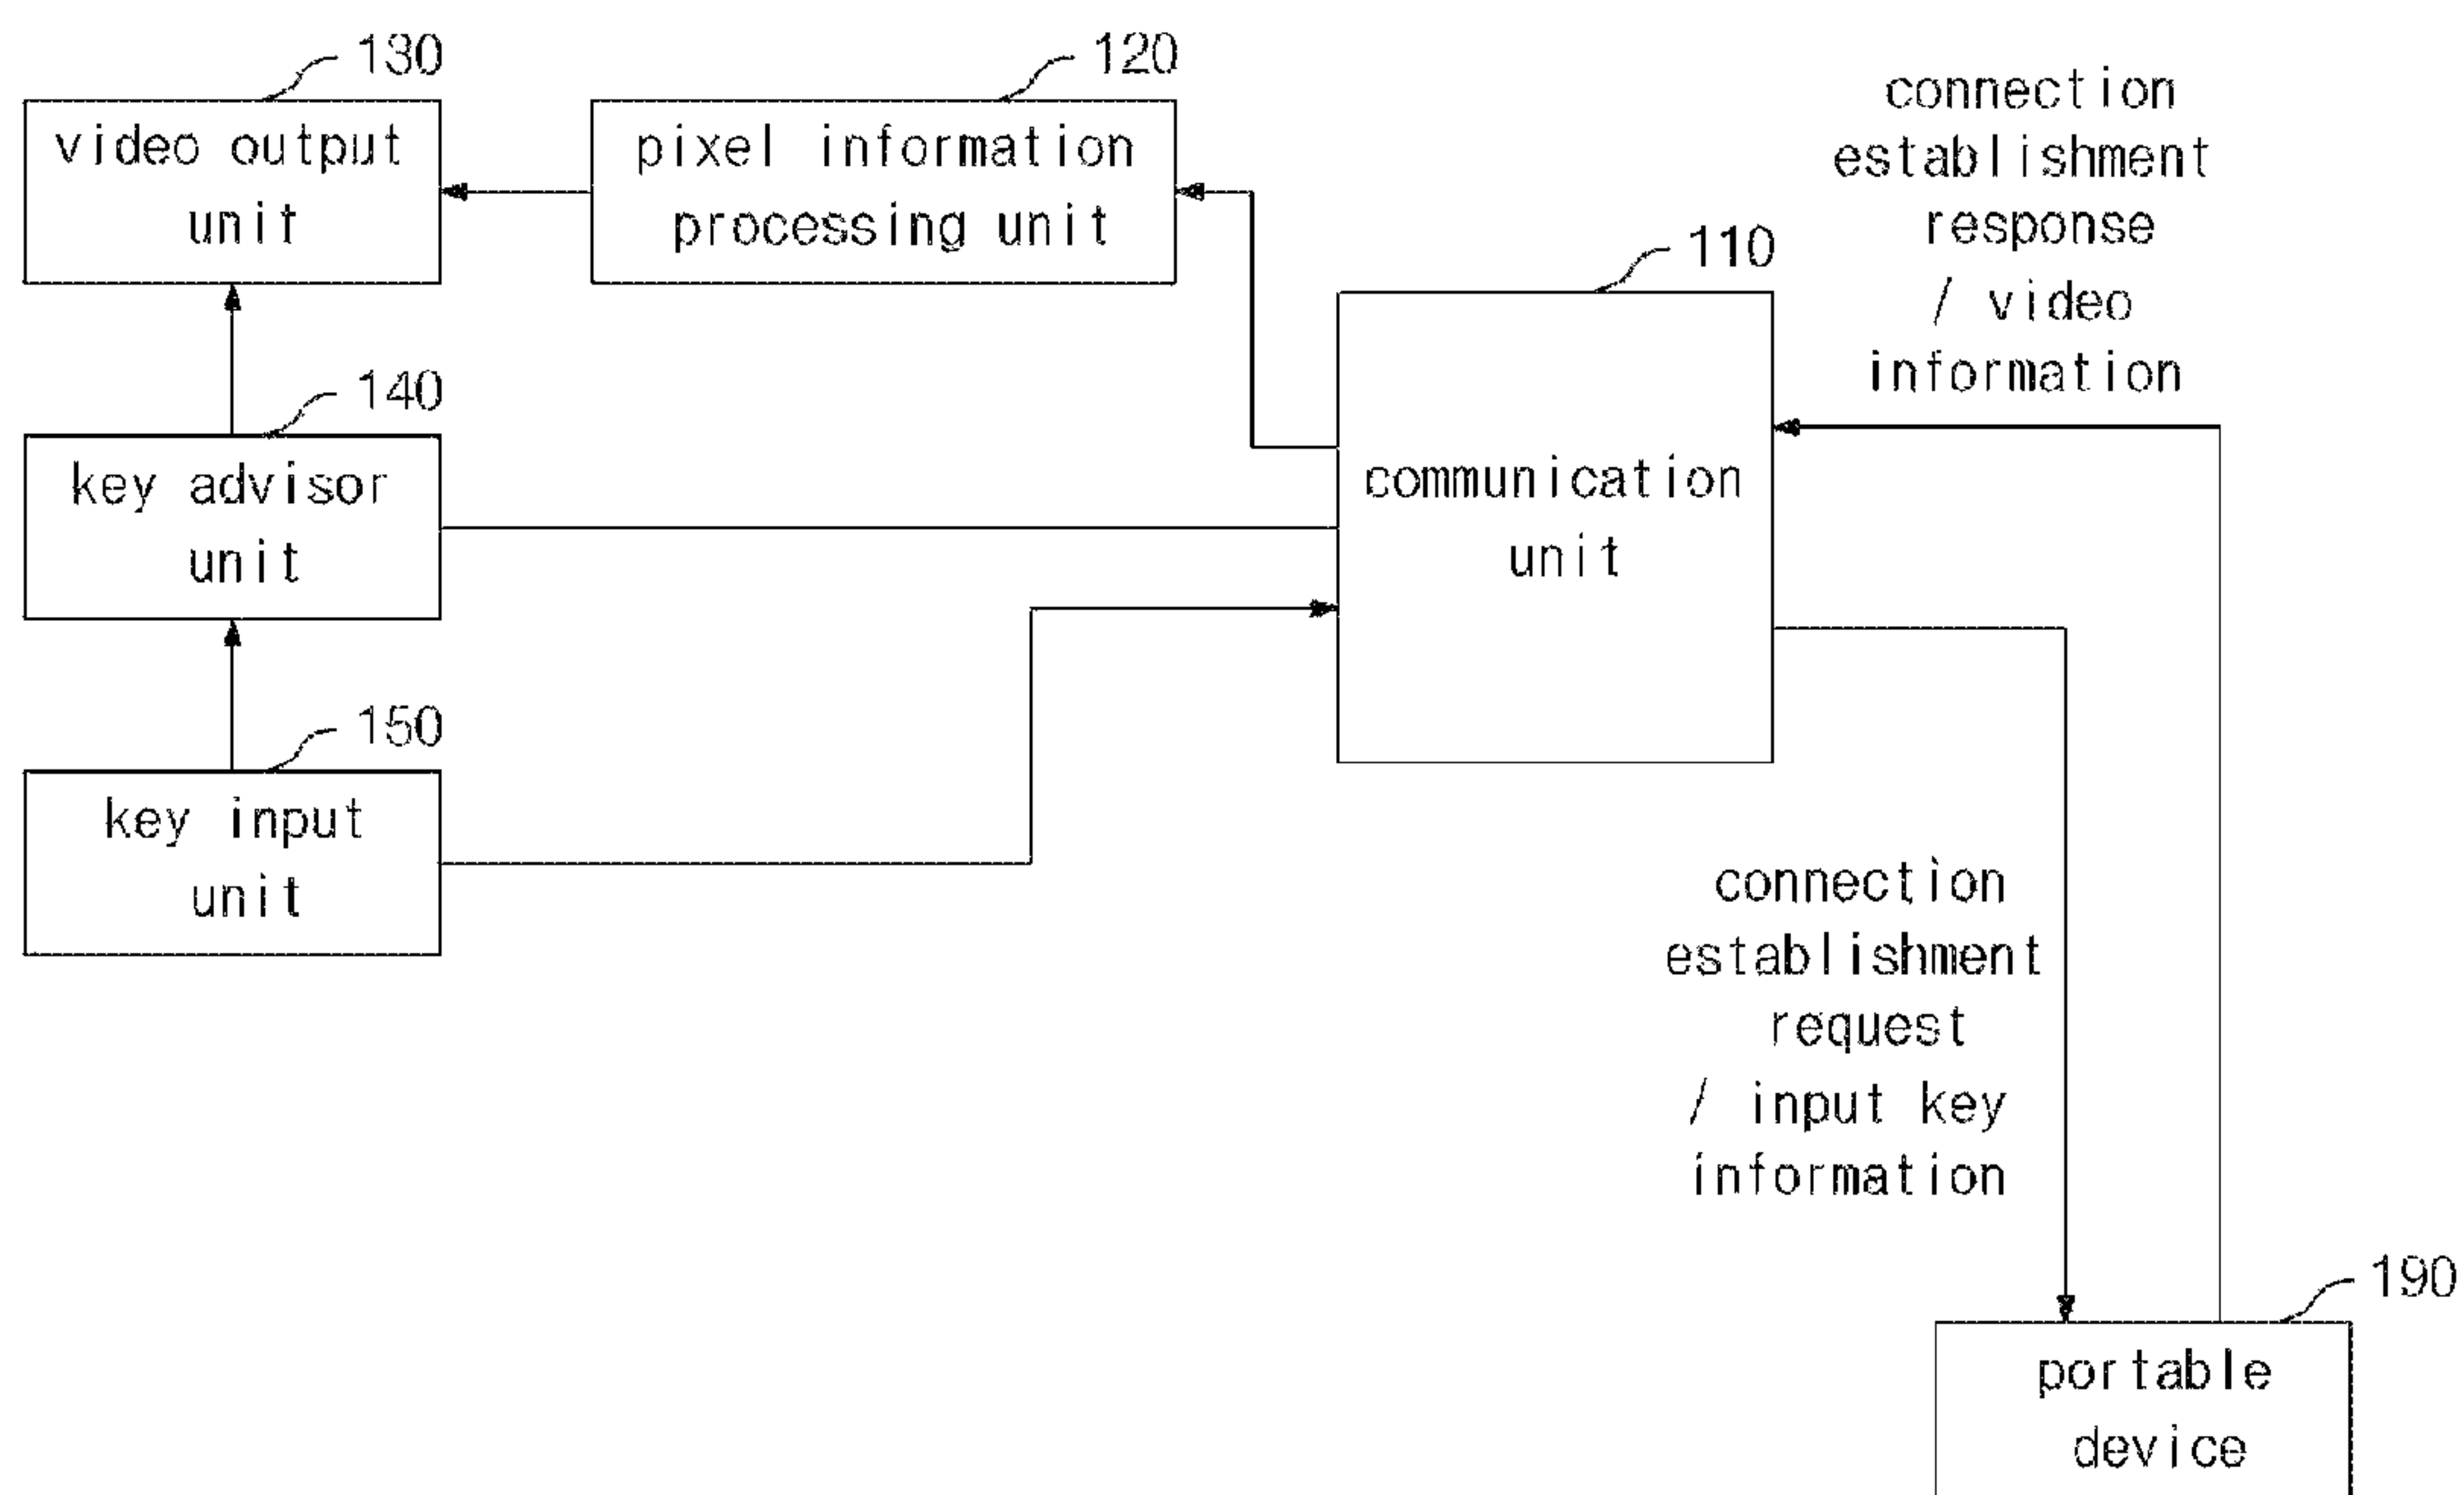 130
video output
unit
120
pixel information
processing unit
connection
establishment
response
/ video
information
110
communication
unit
140
key advisor
unit
150
key input
unit
connection
establishment
request
/ input key
information
190
portable
device